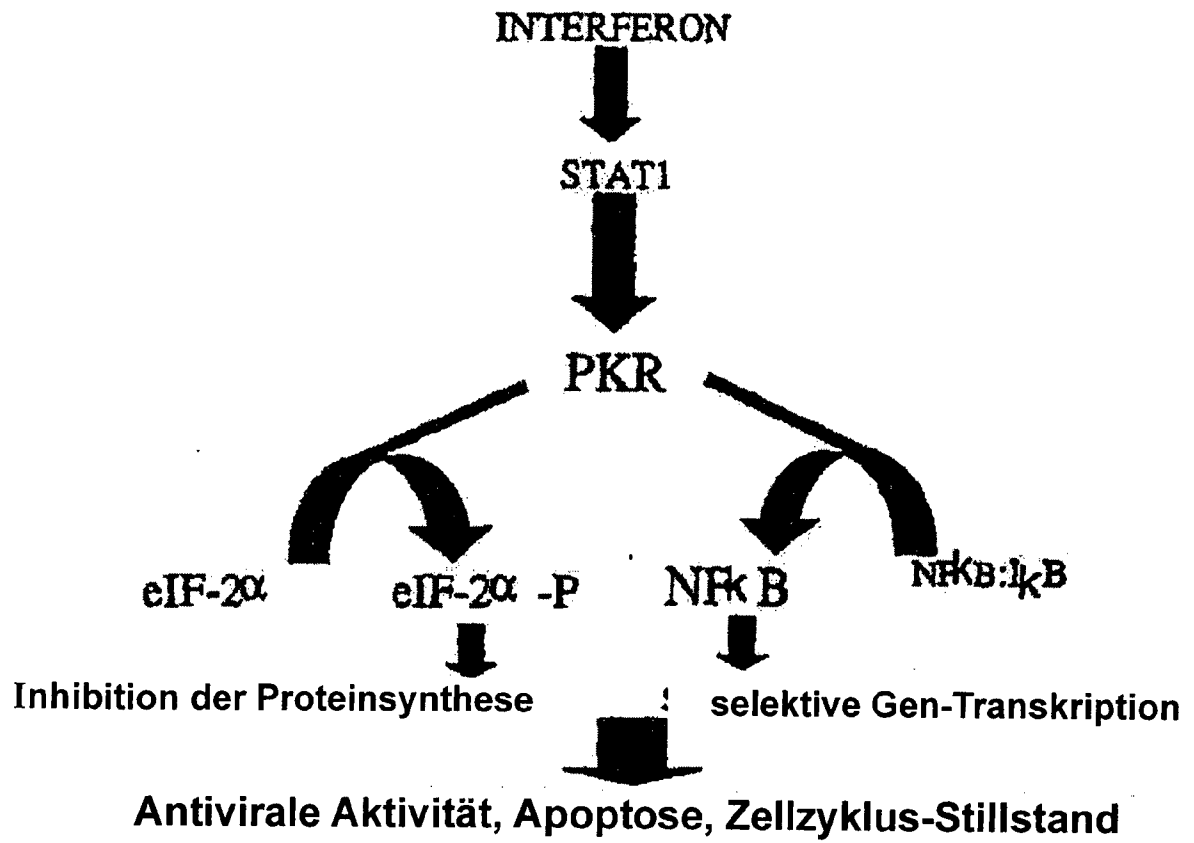 INTERFERON
STAT1
PKR
eIF-2α eIF-2α -P NFκB NFκB:IκB
Inhibition der Proteinsynthese selektive Gen-Transkription
Antivirale Aktivität, Apoptose, Zellzyklus-Stillstand